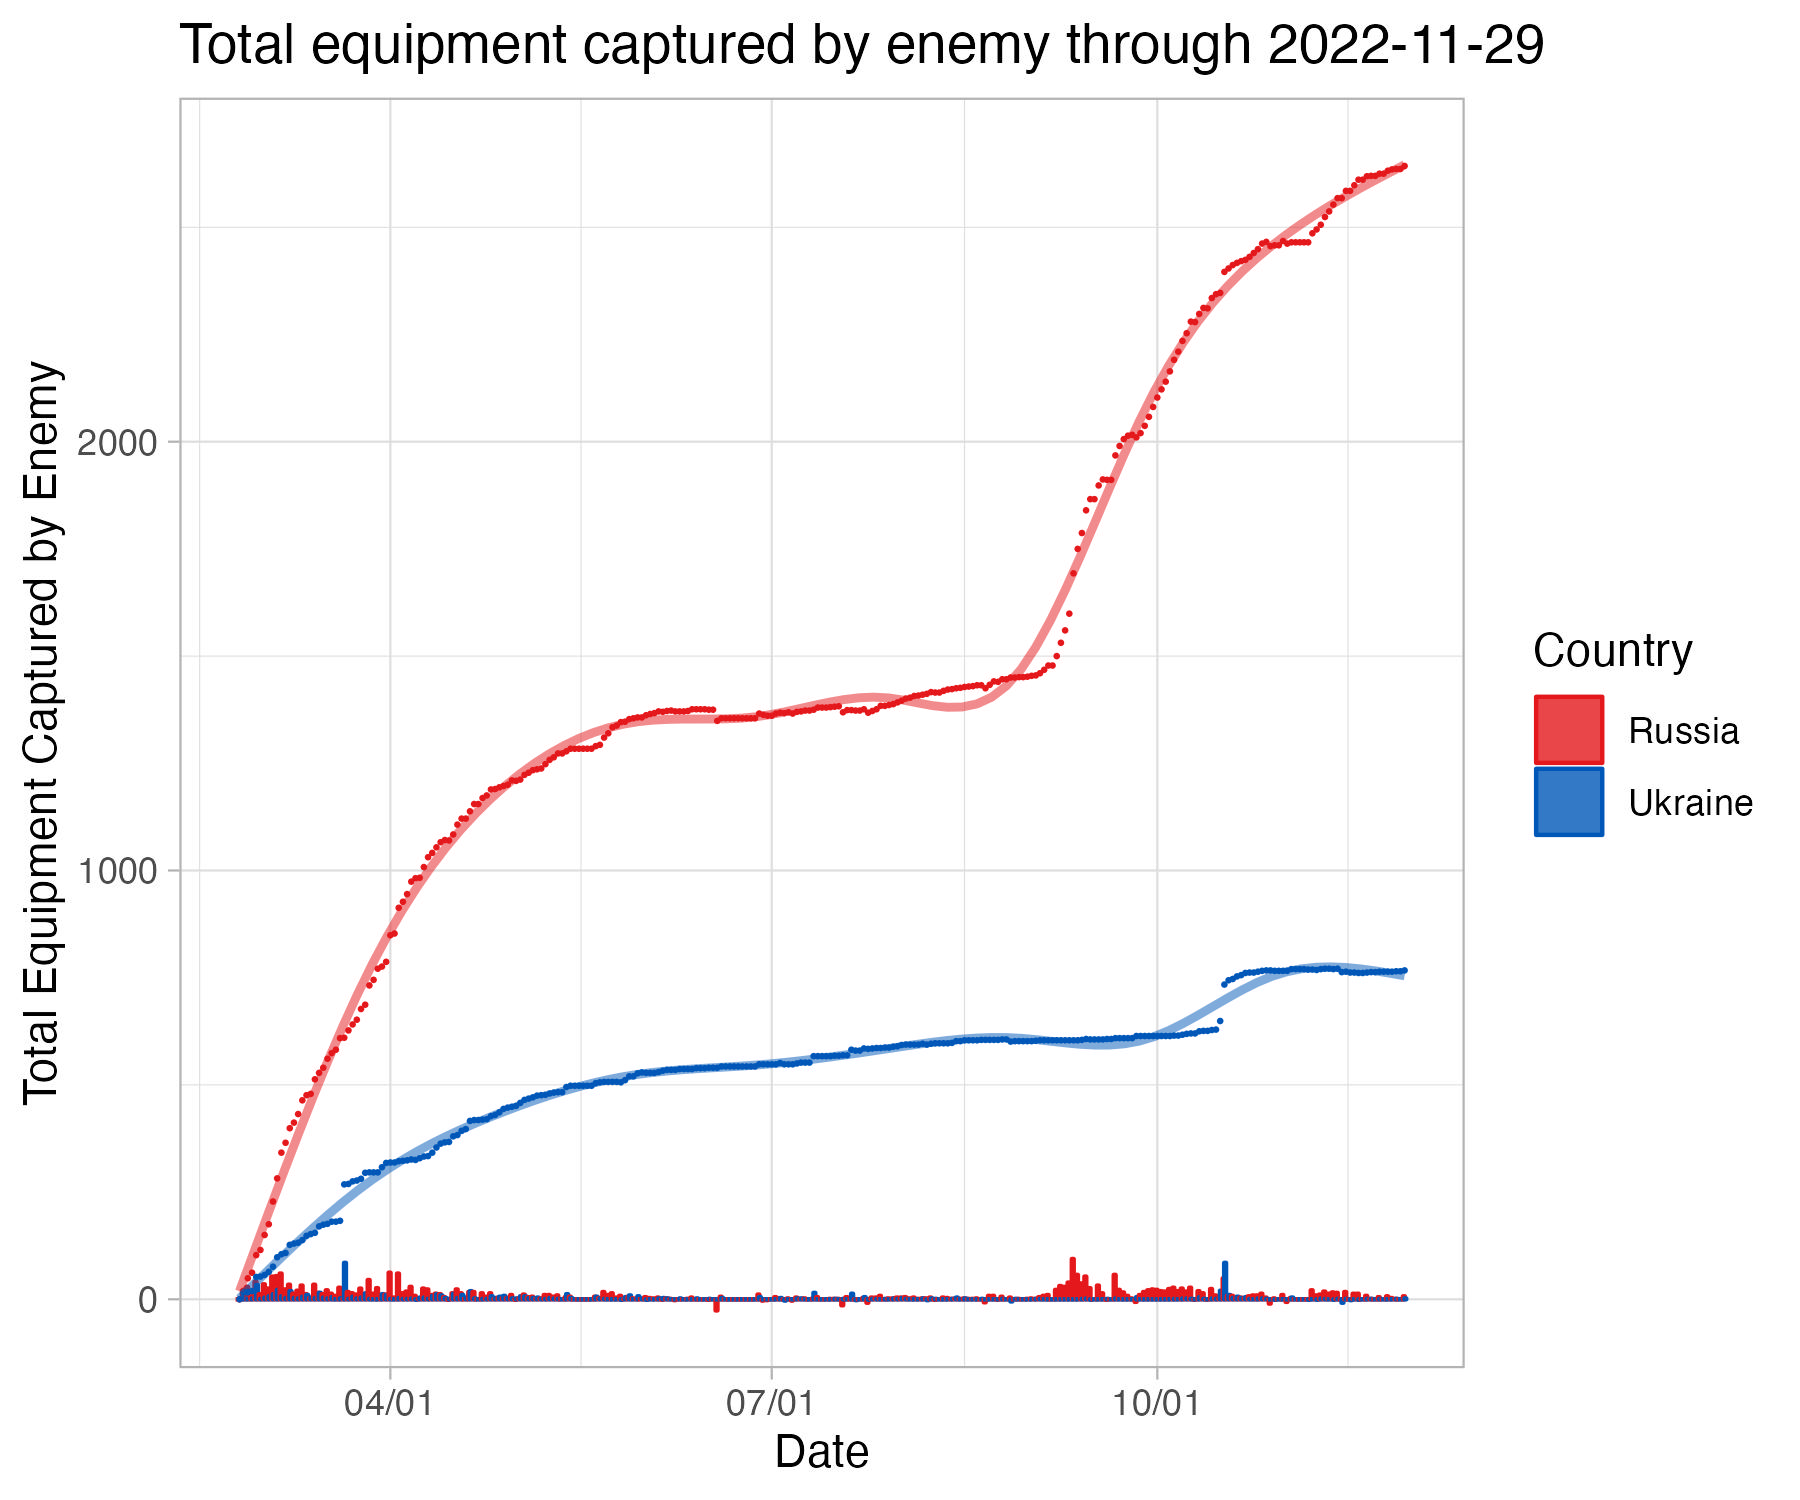 Total equipment captured by enemy through 2022-11-29
Total Equipment Captured by Enemy
2000
1000
0
04/01
07/01
10/01
Date
Country
Russia
Ukraine